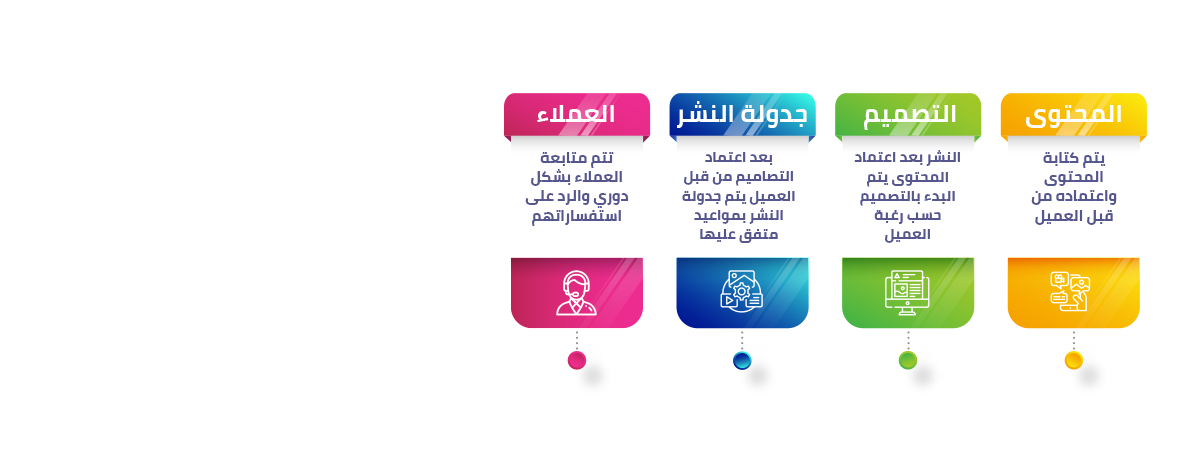 المحتوى
يتم كتابة
المحتوى
واعتماده من
قبل العميل
التصميم
النشر بعد اعتماد
المحتوى يتم
البدء بالتصميم
حسب رغبة
العميل
جدولة النشر
بعد اعتماد
التصاميم من قبل
العميل يتم جدولة
النشر بمواعيد
متفق عليها
العملاء
تتم متابعة
العملاء بشكل
دوري والرد على
استفساراتهم